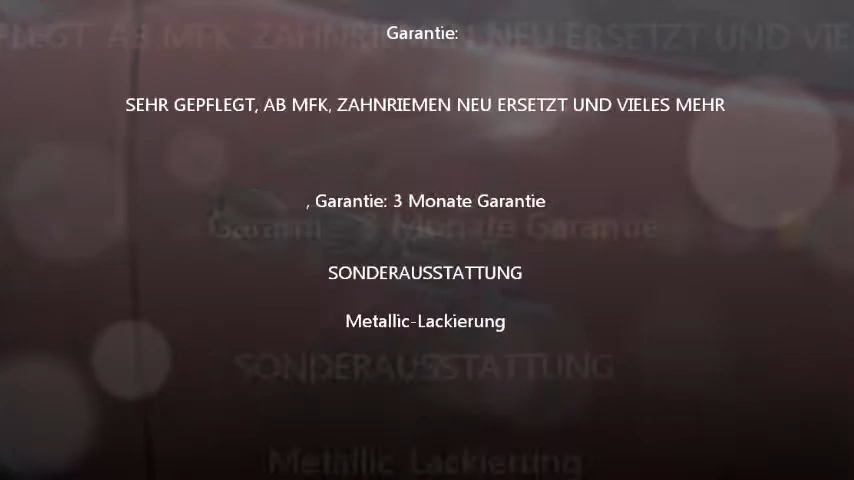 Garantie:
SEHR GEPFLEGT, AB MFK, ZAHNRIEMEN NEU ERSETZT UND VIELES MEHR
, Garantie: 3 Monate Garantie
SONDERAUSSTATTUNG
Metallic-Lackierung